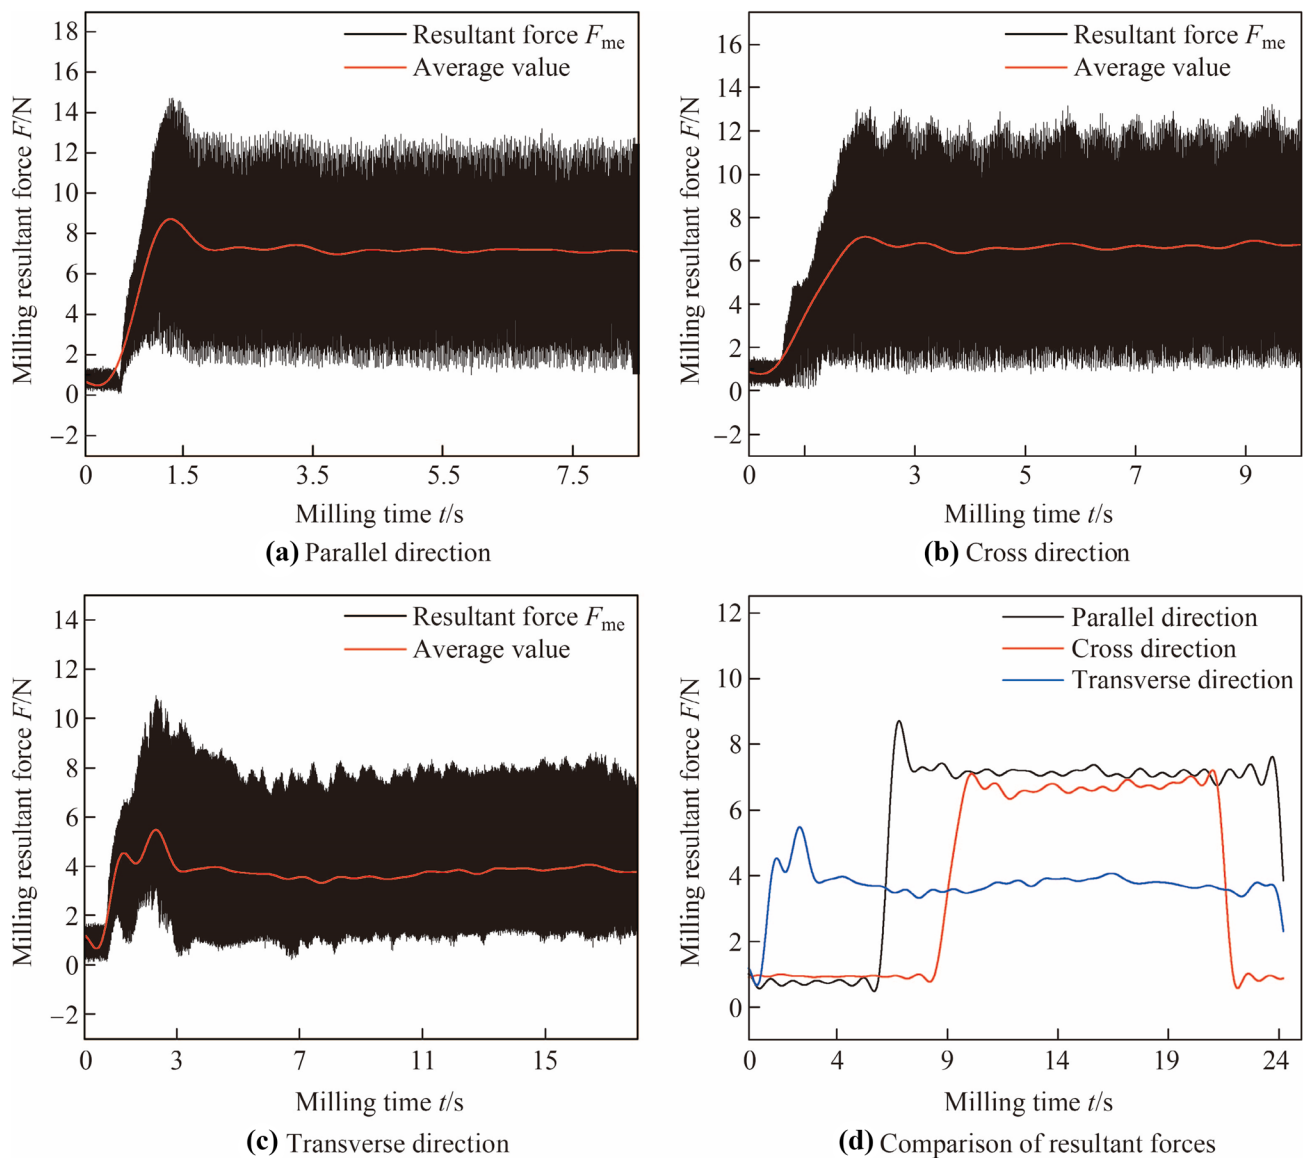 18
16
14
12
10
8
6
4
2
0
−2
Milling resultant force F/N
Resultant force Fme
Average value
0 1.5 3.5 5.5 7.5
Milling time t/s
(a) Parallel direction
16
14
12
10
8
6
4
2
0
−2
Milling resultant force F/N
Resultant force Fme
Average value
0 3 5 7 9
Milling time t/s
(b) Cross direction
14
12
10
8
6
4
2
0
−2
Milling resultant force F/N
Resultant force Fme
Average value
0 3 7 11 15
Milling time t/s
(c) Transverse direction
12
10
8
6
4
2
0
Milling resultant force F/N
Parallel direction
Cross direction
Transverse direction
0 4 9 14 19 24
Milling time t/s
(d) Comparison of resultant forces